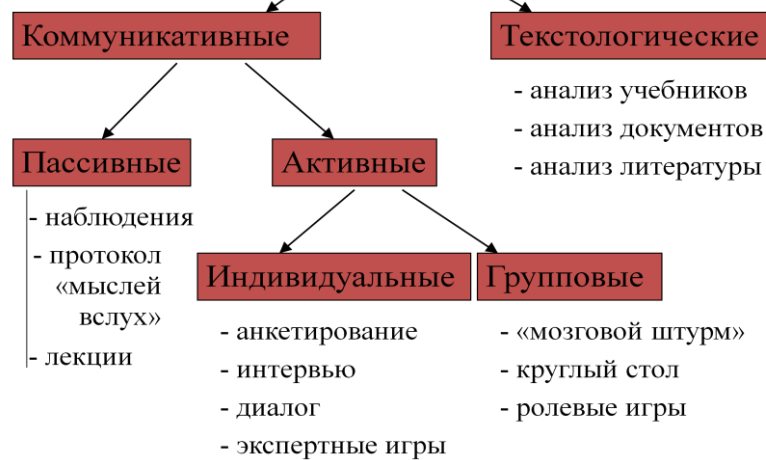 Коммуникативные
Текстологические
- анализ учебников
- анализ документов
- анализ литературы
Пассивные
Активные
- наблюдения
- протокол
«мыслей
вслух»
- лекции
Индивидуальные
Групповые
- анкетирование
- интервью
- диалог
- экспертные игры
- «мозговой штурм»
- круглый стол
- ролевые игры